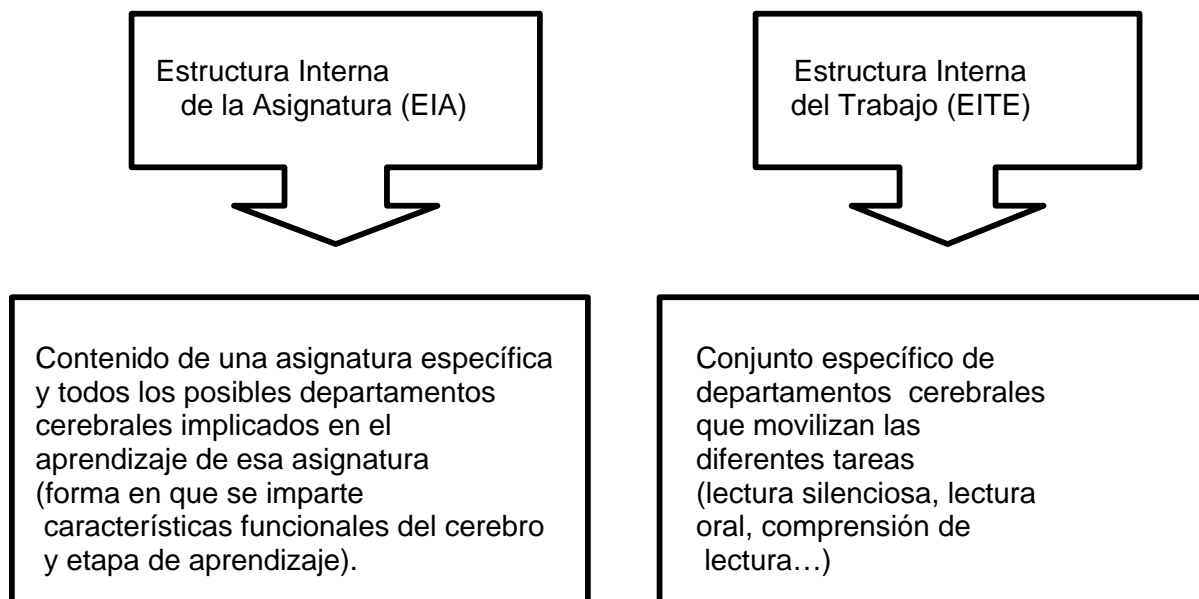 Estructura Interna
de la Asignatura (EIA)
Estructura Interna
del Trabajo (EITE)
Contenido de una asignatura específica
y todos los posibles departamentos
cerebrales implicados en el
aprendizaje de esa asignatura
(forma en que se imparte
características funcionales del cerebro
y etapa de aprendizaje).
Conjunto específico de
departamentos cerebrales
que movilizan las
diferentes tareas
(lectura silenciosa, lectura
oral, comprensión de
lectura…)